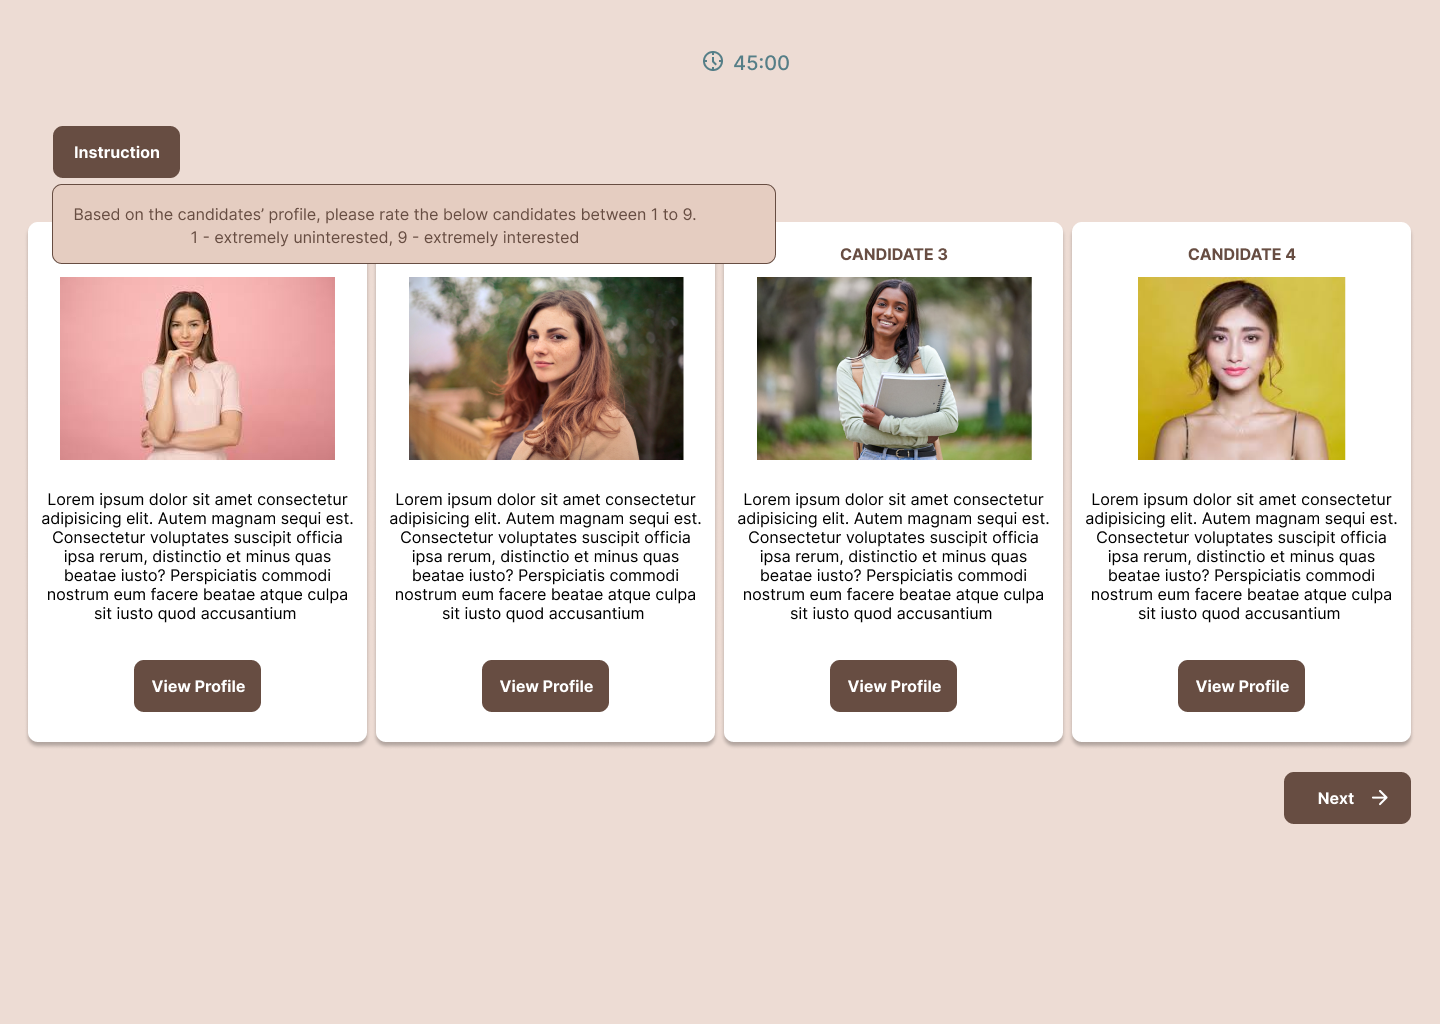 45:00
Instruction
Based on the candidates’ profile, please rate the below candidates between 1 to 9.
1 - extremely uninterested, 9 - extremely interested
CANDIDATE 3
CANDIDATE 4
Lorem ipsum dolor sit amet consectetur
adipisicing elit. Autem magnam sequi est.
Consectetur voluptates suscipit officia
ipsa rerum, distinctio et minus quas
beatae iusto? Perspiciatis commodi
nostrum eum facere beatae atque culpa
sit iusto quod accusantium
Lorem ipsum dolor sit amet consectetur
adipisicing elit. Autem magnam sequi est.
Consectetur voluptates suscipit officia
ipsa rerum, distinctio et minus quas
beatae iusto? Perspiciatis commodi
nostrum eum facere beatae atque culpa
sit iusto quod accusantium
Lorem ipsum dolor sit amet consectetur
adipisicing elit. Autem magnam sequi est.
Consectetur voluptates suscipit officia
ipsa rerum, distinctio et minus quas
beatae iusto? Perspiciatis commodi
nostrum eum facere beatae atque culpa
sit iusto quod accusantium
Lorem ipsum dolor sit amet consectetur
adipisicing elit. Autem magnam sequi est.
Consectetur voluptates suscipit officia
ipsa rerum, distinctio et minus quas
beatae iusto? Perspiciatis commodi
nostrum eum facere beatae atque culpa
sit iusto quod accusantium
View Profile
View Profile
View Profile
View Profile
Next